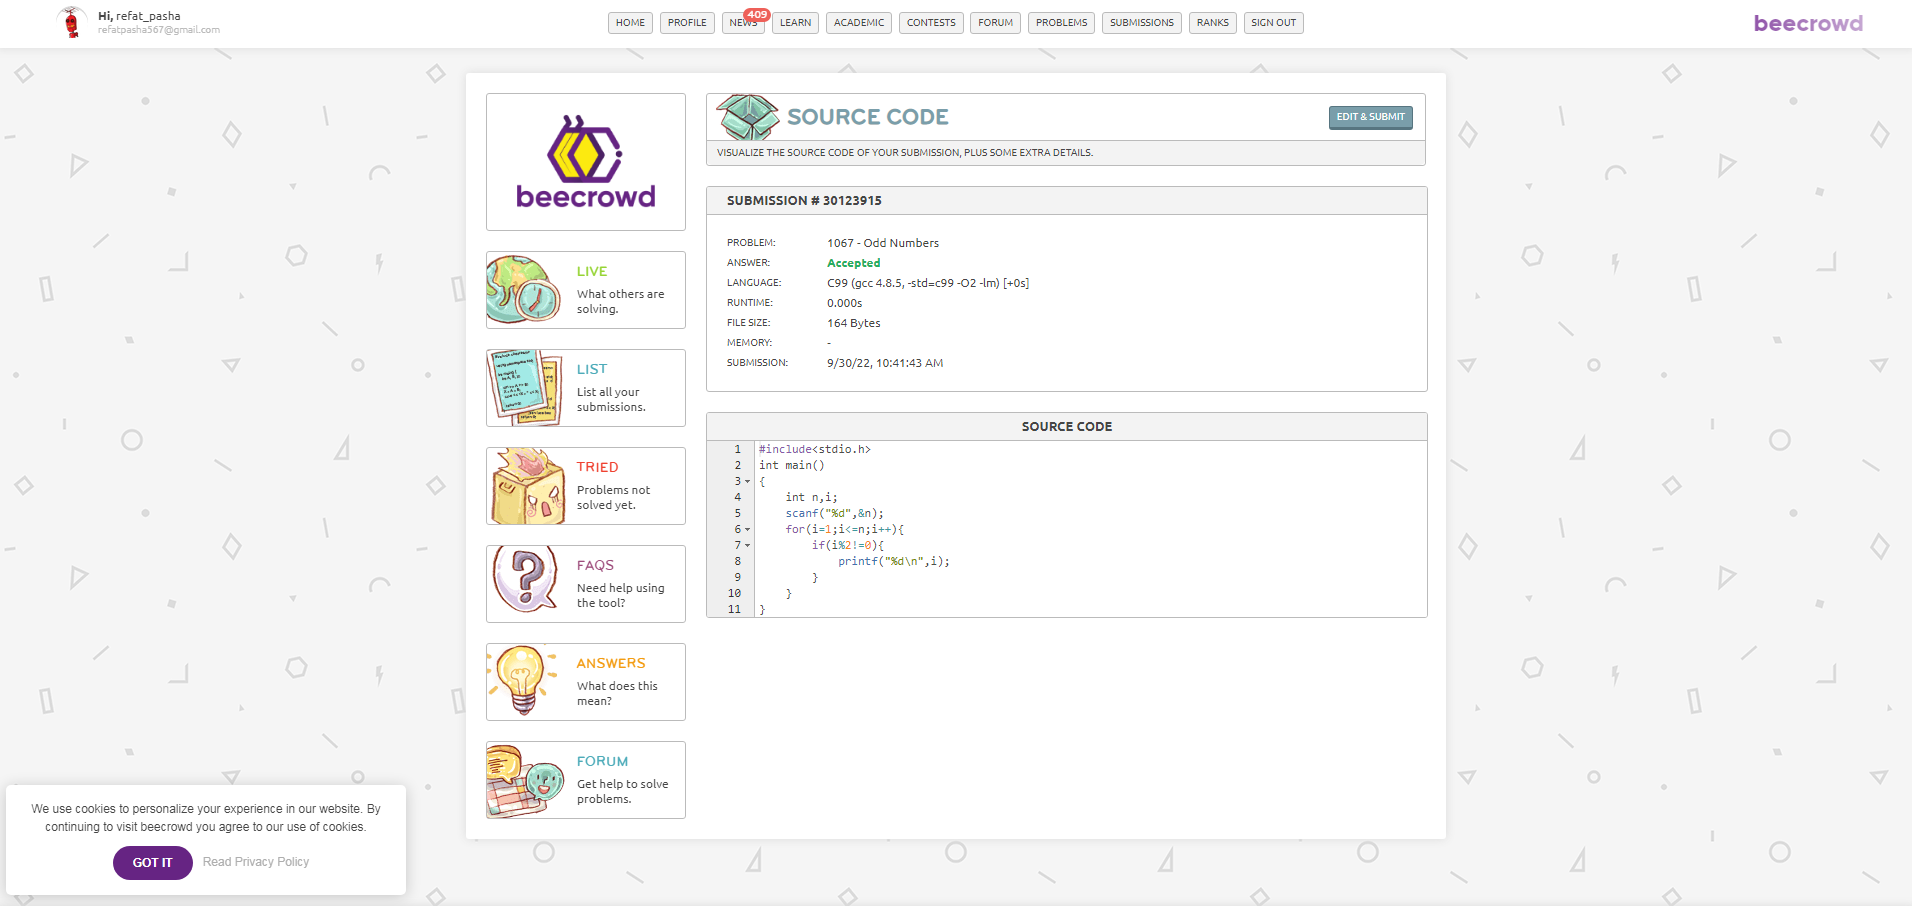 Hi, refat_pasha
refatpasha567@gmail.com
HOME PROFILE NEWS 409 LEARN ACADEMIC CONTESTS FORUM PROBLEMS SUBMISSIONS RANKS SIGN OUT
beecrowd
beecrowd
LIVE
What others are
solving.
LIST
List all your
submissions.
TRIED
Problems not
solved yet.
FAQS
Need help using
the tool?
ANSWERS
What does this
mean?
FORUM
Get help to solve
problems.
SOURCE CODE
EDIT & SUBMIT
VISUALIZE THE SOURCE CODE OF YOUR SUBMISSION, PLUS SOME EXTRA DETAILS.
SUBMISSION # 30123915
PROBLEM: 1067 - Odd Numbers
ANSWER: Accepted
LANGUAGE: C99 (gcc 4.8.5, -std=c99 -O2 -lm) [+0s]
RUNTIME: 0.000s
FILE SIZE: 164 Bytes
MEMORY: -
SUBMISSION: 9/30/22, 10:41:43 AM
SOURCE CODE
1 #include<stdio.h>
2 int main()
3 {
4     int n,i;
5     scanf("%d",&n);
6     for(i=1;i<=n;i++){
7         if(i%2!=0){
8             printf("%d\n",i);
9         }
10     }
11 }
We use cookies to personalize your experience in our website. By
continuing to visit beecrowd you agree to our use of cookies.
GOT IT Read Privacy Policy